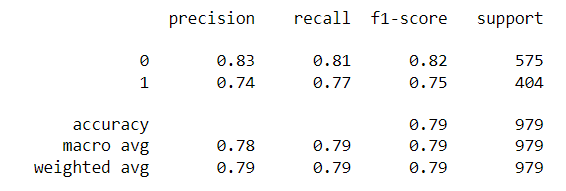 precision recall f1-score support
0 0.83 0.81 0.82 575
1 0.74 0.77 0.75 404
accuracy 0.79 979
macro avg 0.78 0.79 0.79 979
weighted avg 0.79 0.79 0.79 979